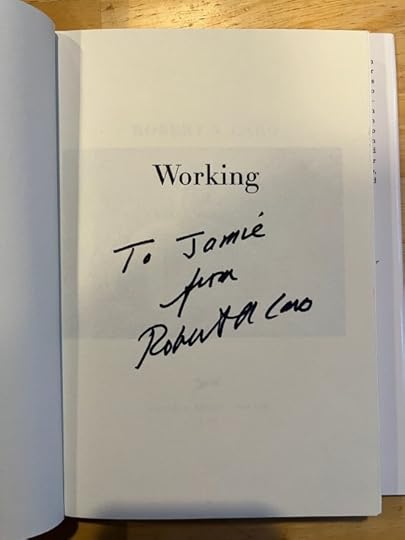 Working
To Jamie
from
Robert A Caro